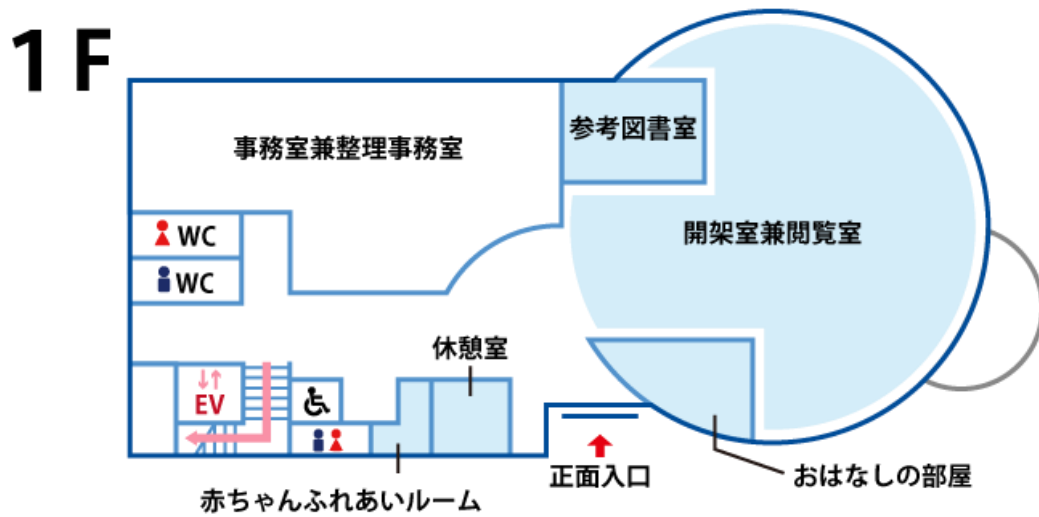 1F
事務室兼整理事務室
参考図書室
WC
開架室兼閲覧室
WC
休憩室
EV
正面入口
おはなしの部屋
赤ちゃんふれあいルーム